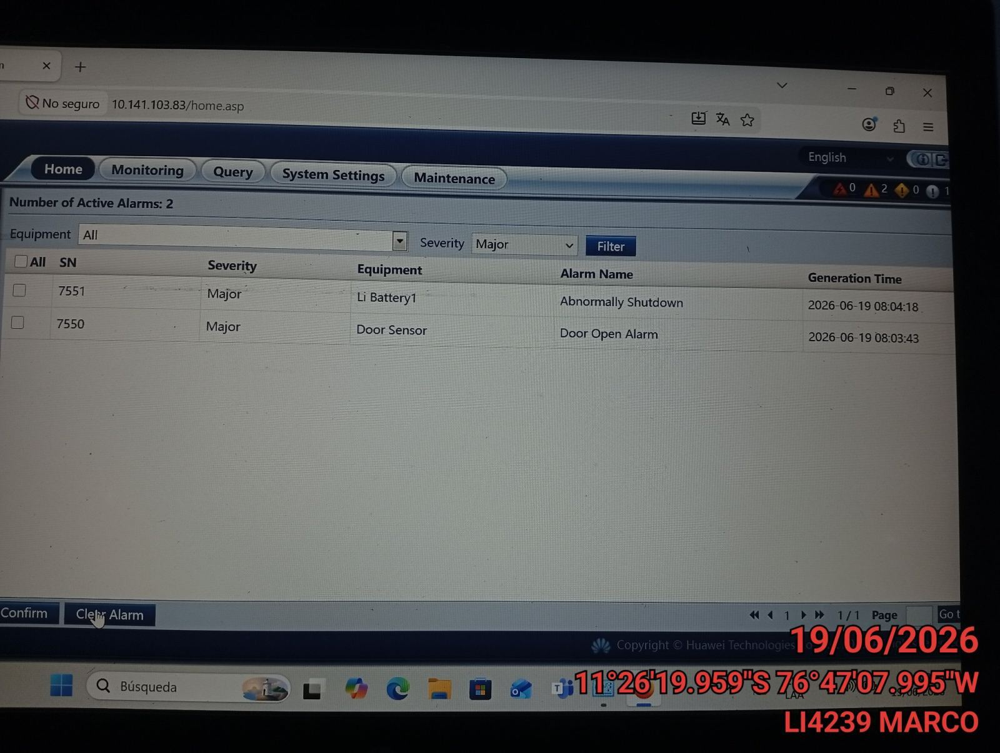 No seguro 10.141.103.83/home.asp
English
Home Monitoring Query System Settings Maintenance
0 2 0 1
Number of Active Alarms: 2
Equipment All Severity Major Filter
All SN Severity Equipment Alarm Name Generation Time
7551 Major Li Battery1 Abnormally Shutdown 2026-06-19 08:04:18
7550 Major Door Sensor Door Open Alarm 2026-06-19 08:03:43
Confirm Clear Alarm 1 1/1 Page Go t
Copyright © Huawei Technologies
19/06/2026
Búsqueda
11°26'19.959"S 76°47'07.995"W
LI4239 MARCO